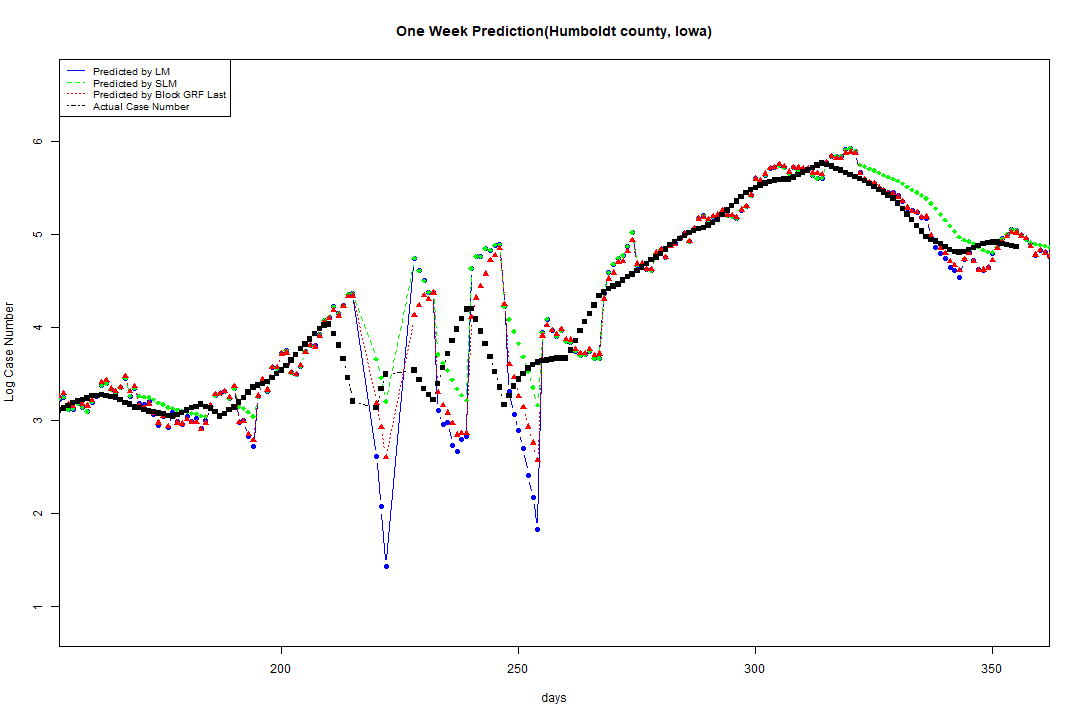 One Week Prediction(Humboldt county, Iowa)
Predicted by LM
Predicted by SLM
Predicted by Block GRF Last
Actual Case Number
Log Case Number
6
5
4
3
2
1
200
250
300
350
days